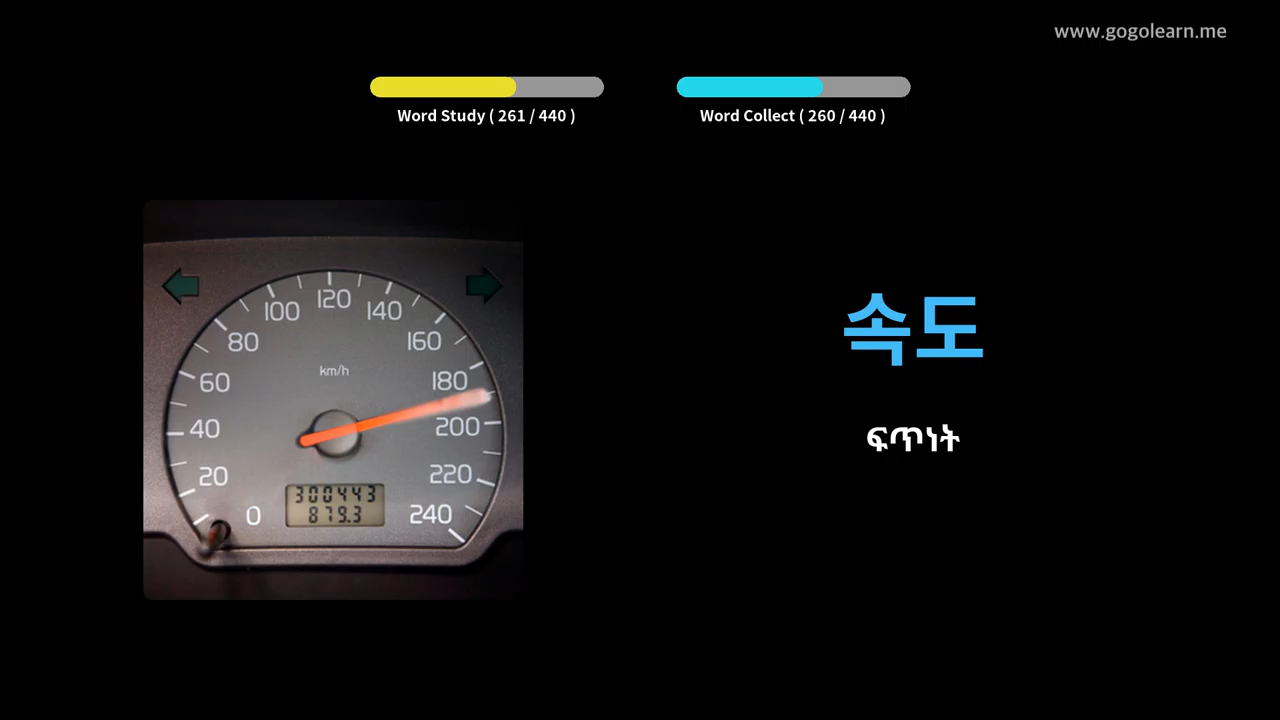 www.gogolearn.me
Word Study ( 261 / 440 )
Word Collect ( 260 / 440 )
120
100
140
80
160
km/h
60
180
40
200
20
220
300443
879.3
0
240
속도
ፍጥነት